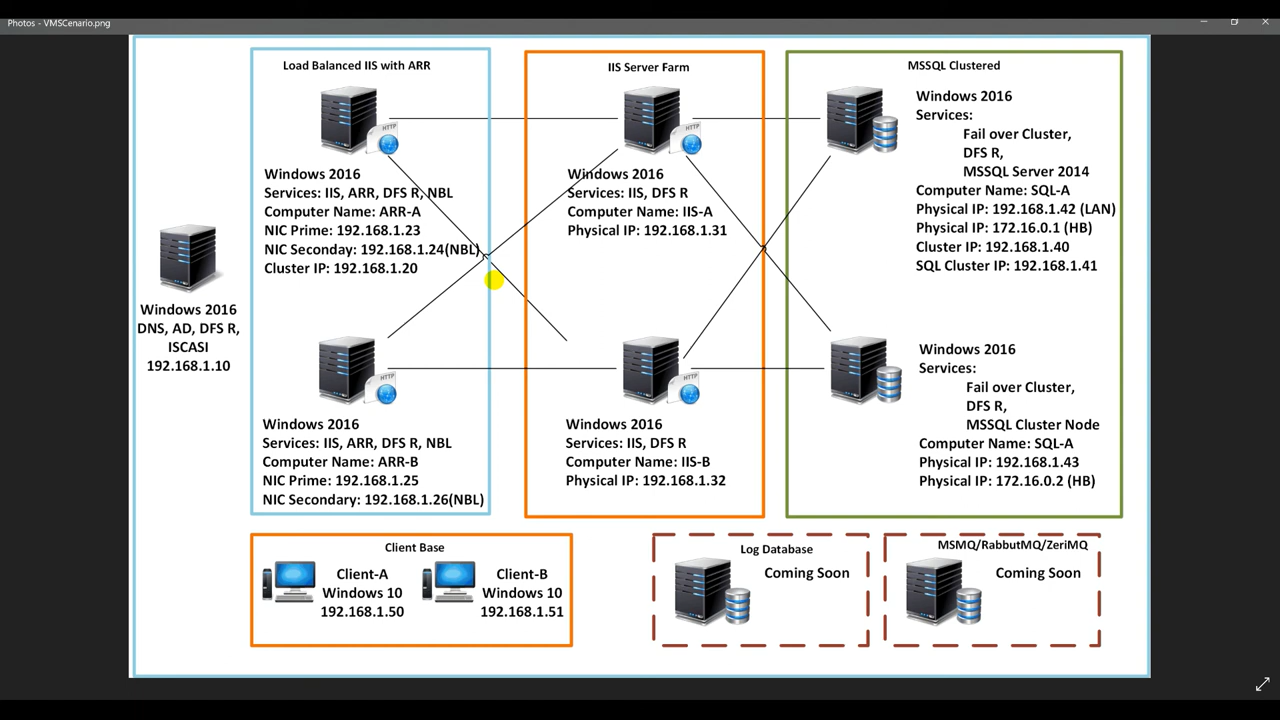 Photos - VMSCenario.png
Load Balanced IIS with ARR
HTTP
Windows 2016
Services: IIS, ARR, DFS R, NBL
Computer Name: ARR-A
NIC Prime: 192.168.1.23
NIC Seconday: 192.168.1.24(NBL)
Cluster IP: 192.168.1.20
HTTP
Windows 2016
Services: IIS, ARR, DFS R, NBL
Computer Name: ARR-B
NIC Prime: 192.168.1.25
NIC Secondary: 192.168.1.26(NBL)
Windows 2016
DNS, AD, DFS R,
ISCASI
192.168.1.10
IIS Server Farm
HTTP
Windows 2016
Services: IIS, DFS R
Computer Name: IIS-A
Physical IP: 192.168.1.31
HTTP
Windows 2016
Services: IIS, DFS R
Computer Name: IIS-B
Physical IP: 192.168.1.32
MSSQL Clustered
Windows 2016
Services:
Fail over Cluster,
DFS R,
MSSQL Server 2014
Computer Name: SQL-A
Physical IP: 192.168.1.42 (LAN)
Physical IP: 172.16.0.1 (HB)
Cluster IP: 192.168.1.40
SQL Cluster IP: 192.168.1.41
Windows 2016
Services:
Fail over Cluster,
DFS R,
MSSQL Cluster Node
Computer Name: SQL-A
Physical IP: 192.168.1.43
Physical IP: 172.16.0.2 (HB)
Client Base
Client-A
Windows 10
192.168.1.50
Client-B
Windows 10
192.168.1.51
Log Database
Coming Soon
MSMQ/RabbutMQ/ZeriMQ
Coming Soon